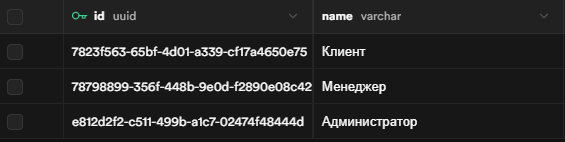 id uuid name varchar
7823f563-65bf-4d01-a339-cf17a4650e75 Клиент
78798899-356f-448b-9e0d-f2890e08c42 Менеджер
e812d2f2-c511-499b-a1c7-02474f48444d Администратор